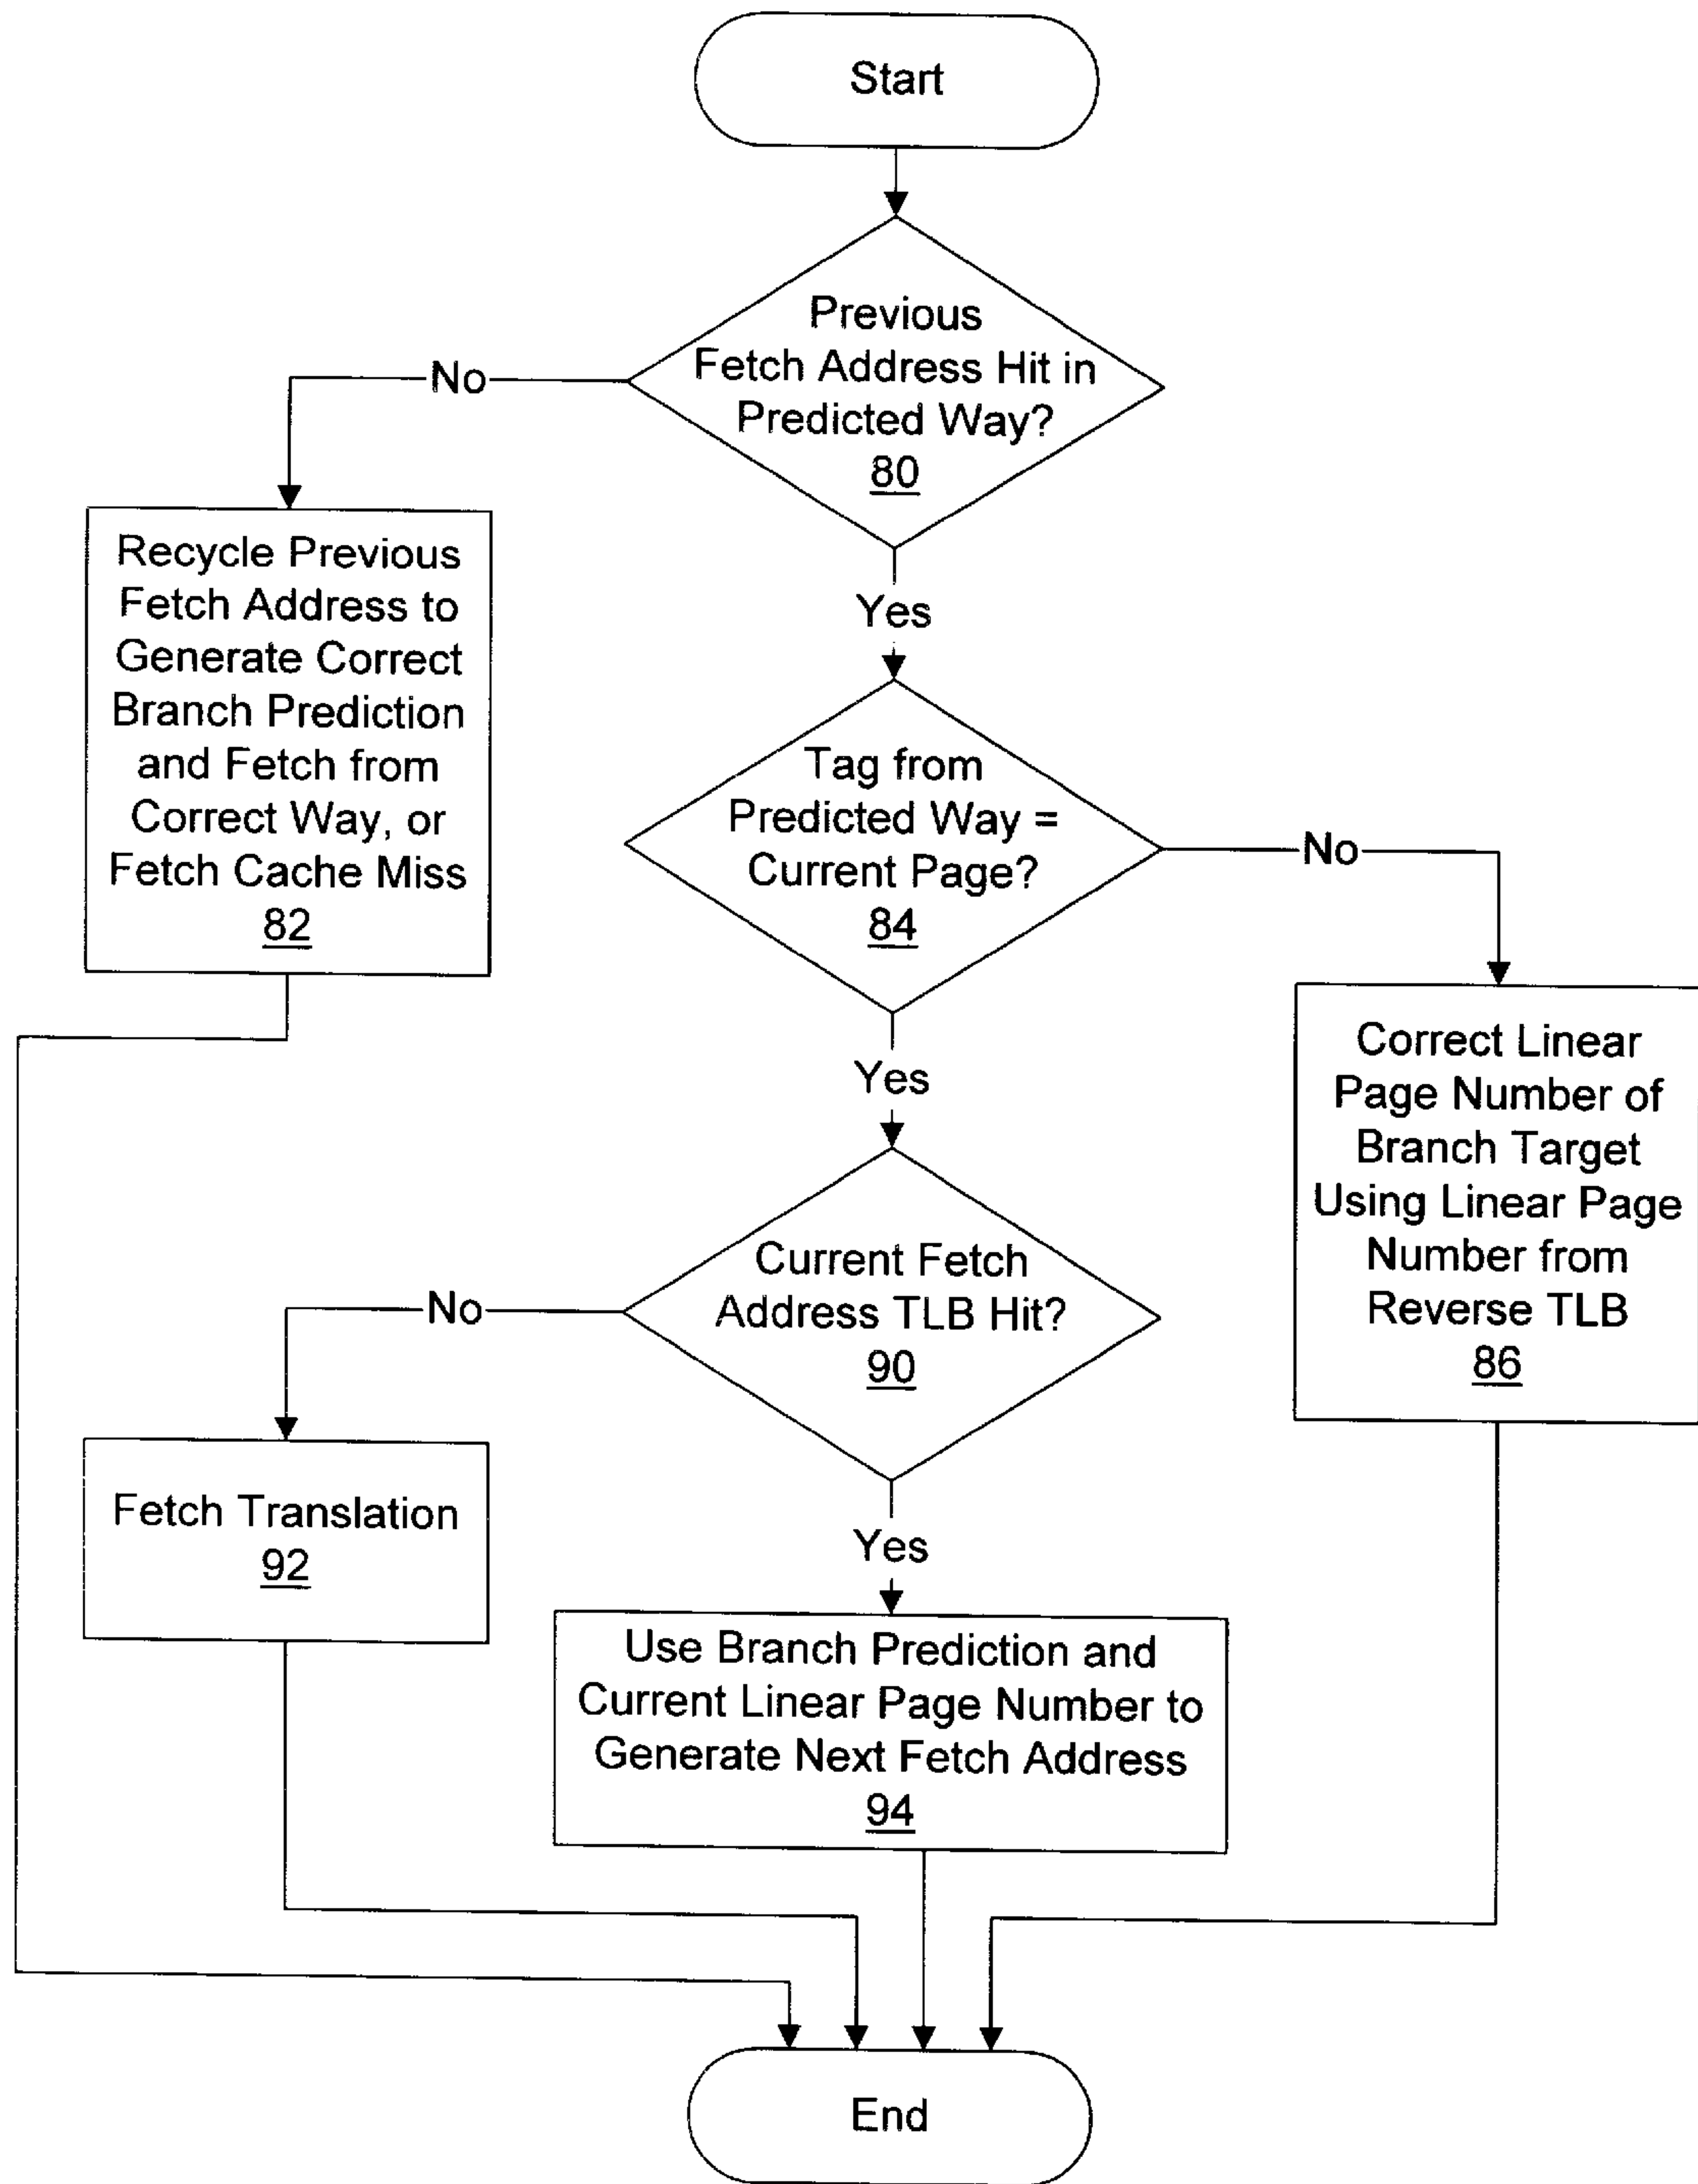 Start
Previous
Fetch Address Hit in
Predicted Way?
80
No
Yes
Recycle Previous
Fetch Address to
Generate Correct
Branch Prediction
and Fetch from
Correct Way, or
Fetch Cache Miss
82
Tag from
Predicted Way =
Current Page?
84
No
Yes
Correct Linear
Page Number of
Branch Target
Using Linear Page
Number from
Reverse TLB
86
Current Fetch
Address TLB Hit?
90
No
Yes
Fetch Translation
92
Use Branch Prediction and
Current Linear Page Number to
Generate Next Fetch Address
94
End